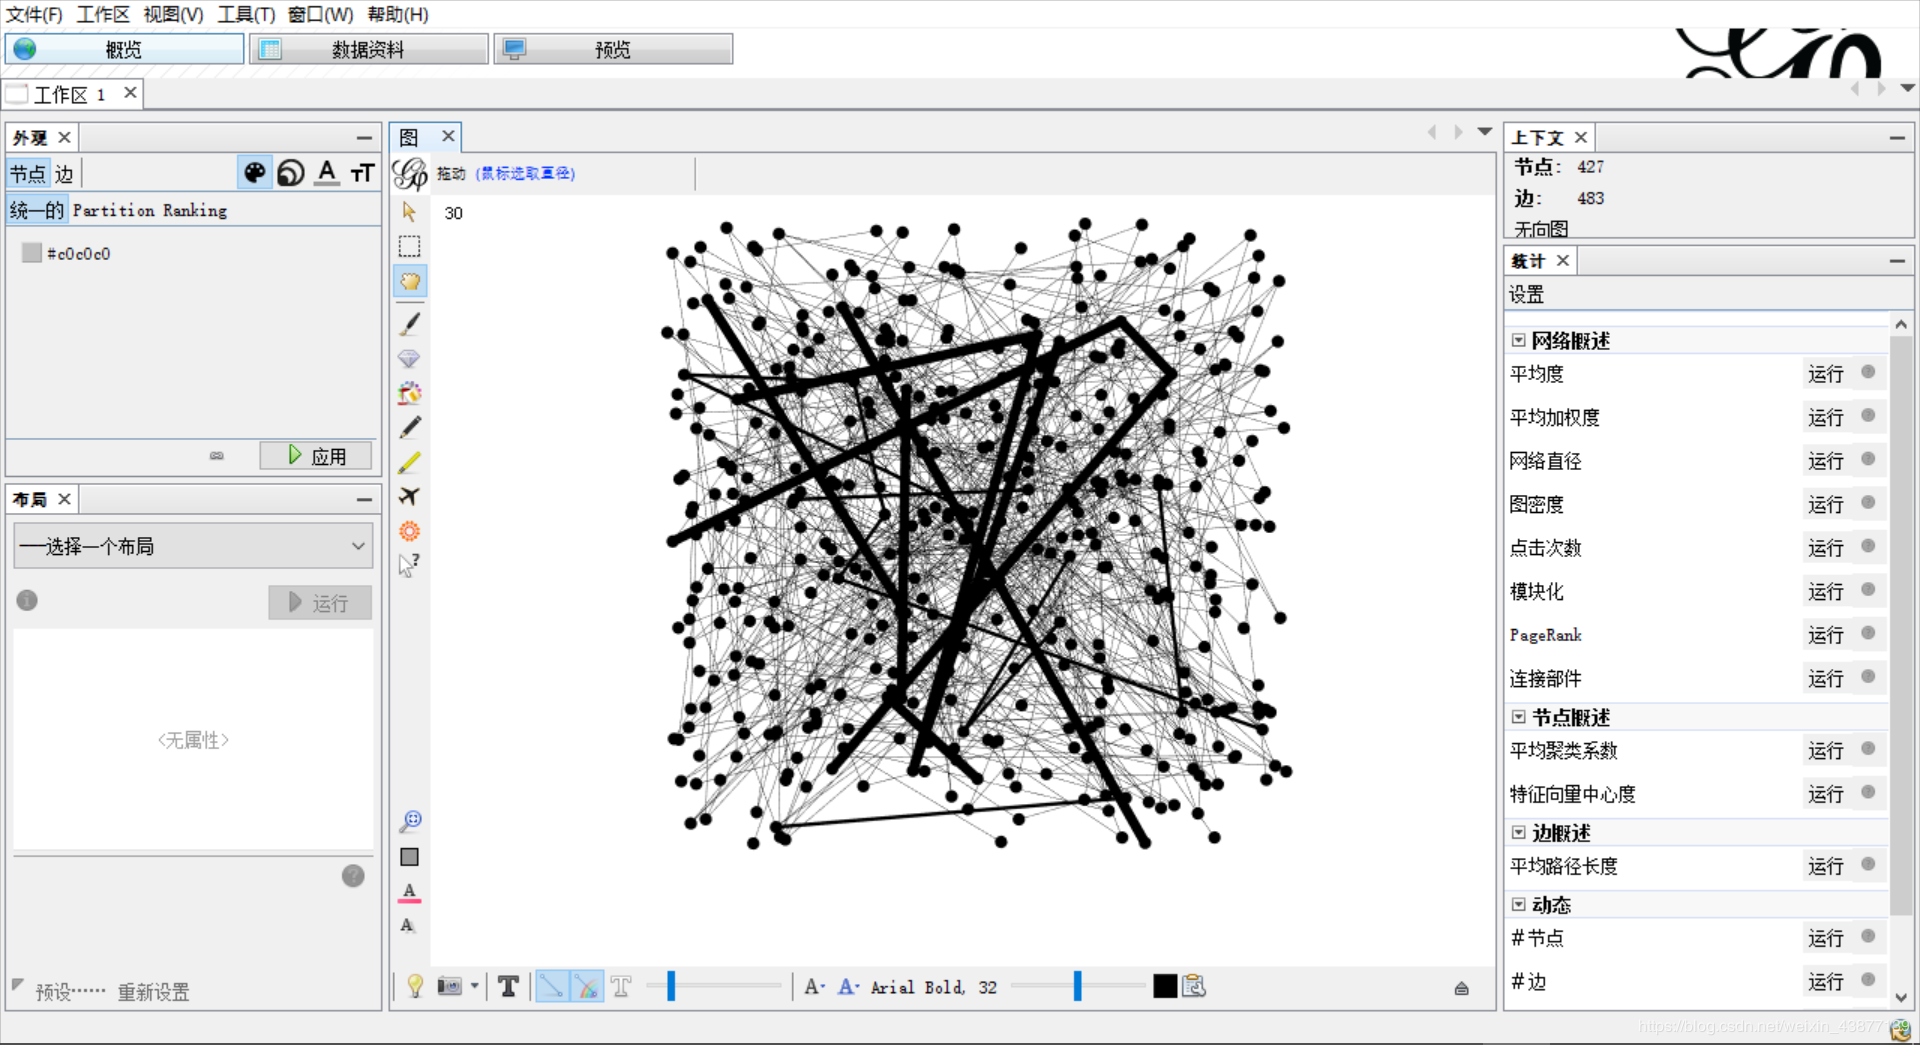 文件(F) 工作区 视图(V) 工具(T) 窗口(W) 帮助(H)
概览
数据资料
预览
工作区 1
外观
节点 边
统一的 Partition Ranking
#c0c0c0
应用
布局
---选择一个布局
运行
<无属性>
预设…… 重新设置
图
拖动 (鼠标选取直径)
30
Arial Bold, 32
上下文
节点: 427
边: 483
无向图
统计
设置
网络概述
平均度 运行
平均加权度 运行
网络直径 运行
图密度 运行
点击次数 运行
模块化 运行
PageRank 运行
连接部件 运行
节点概述
平均聚类系数 运行
特征向量中心度 运行
边概述
平均路径长度 运行
动态
#节点 运行
#边 运行